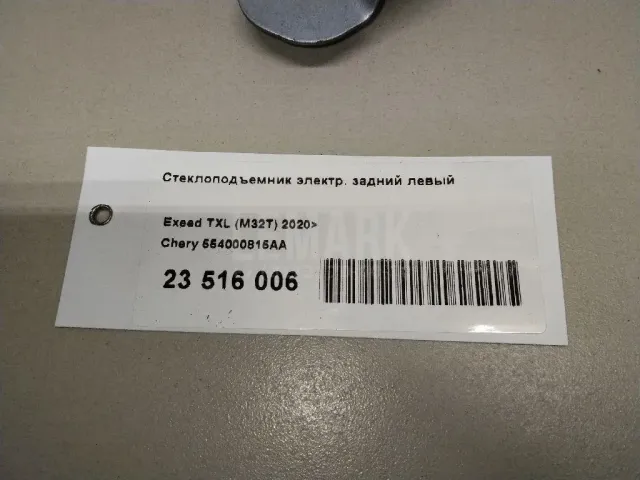 Стеклоподъемник электр. задний левый
Exeed TXL (M32T) 2020>
Chery 554000815AA
23 516 006